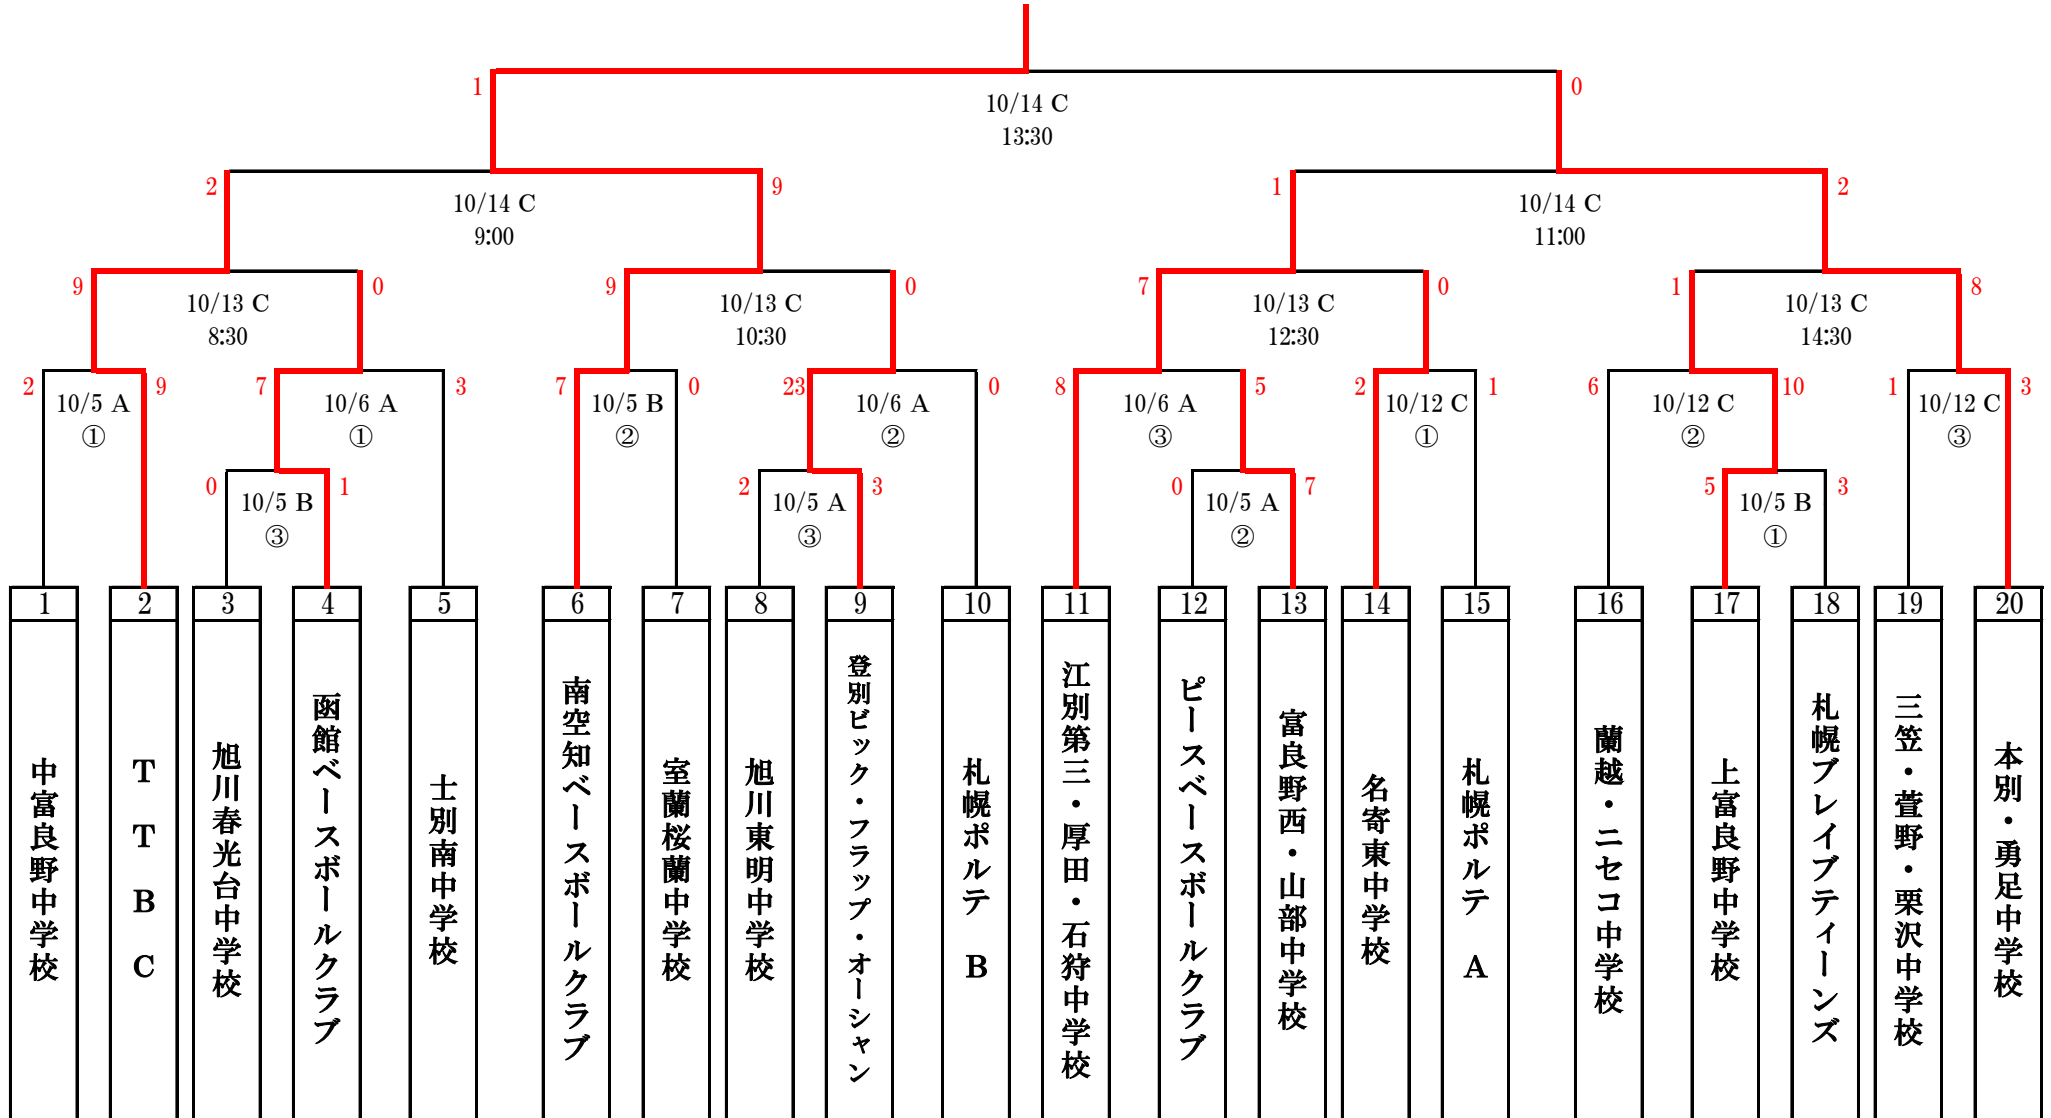 1
0
10/14 C
13:30
2
9
1
2
10/14 C
9:00
10/14 C
11:00
9
0
9
0
7
0
1
8
10/13 C
8:30
10/13 C
10:30
10/13 C
12:30
10/13 C
14:30
2
9
7
3
7
0
23
0
8
5
2
1
6
10
1
3
10/5 A
①
10/6 A
①
10/5 B
②
10/6 A
②
10/6 A
③
10/12 C
①
10/12 C
②
10/12 C
③
0
1
2
3
0
7
5
3
10/5 B
③
10/5 A
③
10/5 A
②
10/5 B
①
1
中富良野中学校
2
TTBC
3
旭川春光台中学校
4
函館ベースボールクラブ
5
士別南中学校
6
南空知ベースボールクラブ
7
室蘭桜蘭中学校
8
旭川東明中学校
9
登別ビック・フラップ・オーシャン
10
札幌ポルテ B
11
江別第三・厚田・石狩中学校
12
ピースベースボールクラブ
13
富良野西・山部中学校
14
名寄東中学校
15
札幌ポルテ A
16
蘭越・ニセコ中学校
17
上富良野中学校
18
札幌ブレイブティーンズ
19
三笠・萱野・栗沢中学校
20
本別・勇足中学校